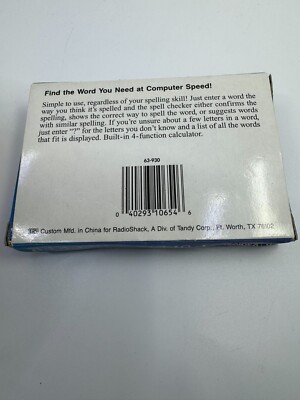 Find the Word You Need at Computer Speed!
Simple to use, regardless of your spelling skill! Just enter a word the
way you think it's spelled and the spell checker either confirms the
spelling, shows the correct way to spell the word, or suggests words
with similar spelling. If you're unsure about a few letters in a word,
just enter "?" for the letters you don't know and a list of all the words
that fit is displayed. Built-in 4-function calculator.
63-930
0 40293 10654 6
Custom Mfd. in China for RadioShack, A Div. of Tandy Corp., Ft. Worth, TX 76102